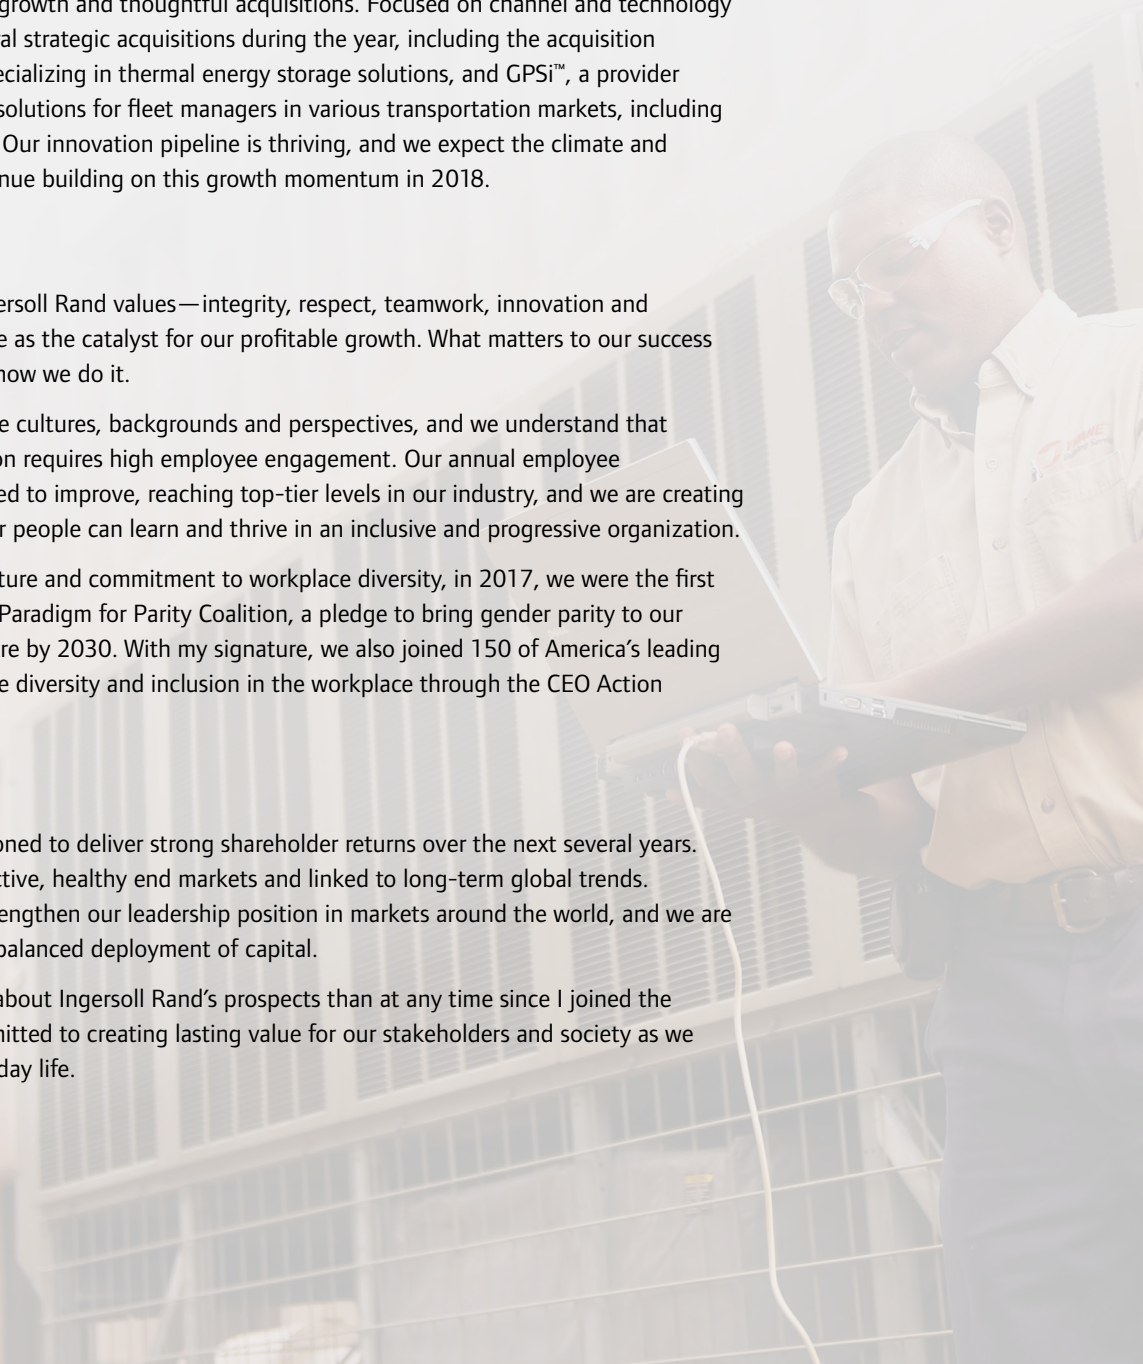 growth and thoughtful acquisitions. Focused on channel and technology
al strategic acquisitions during the year, including the acquisition
ecializing in thermal energy storage solutions, and GPSi™, a provider
solutions for fleet managers in various transportation markets, including
Our innovation pipeline is thriving, and we expect the climate and
nue building on this growth momentum in 2018.
ersoll Rand values—integrity, respect, teamwork, innovation and
e as the catalyst for our profitable growth. What matters to our success
how we do it.
e cultures, backgrounds and perspectives, and we understand that
on requires high employee engagement. Our annual employee
ed to improve, reaching top-tier levels in our industry, and we are creating
r people can learn and thrive in an inclusive and progressive organization.
ture and commitment to workplace diversity, in 2017, we were the first
Paradigm for Parity Coalition, a pledge to bring gender parity to our
re by 2030. With my signature, we also joined 150 of America’s leading
e diversity and inclusion in the workplace through the CEO Action
oned to deliver strong shareholder returns over the next several years.
ctive, healthy end markets and linked to long-term global trends.
engthen our leadership position in markets around the world, and we are
balanced deployment of capital.
about Ingersoll Rand’s prospects than at any time since I joined the
mitted to creating lasting value for our stakeholders and society as we
day life.